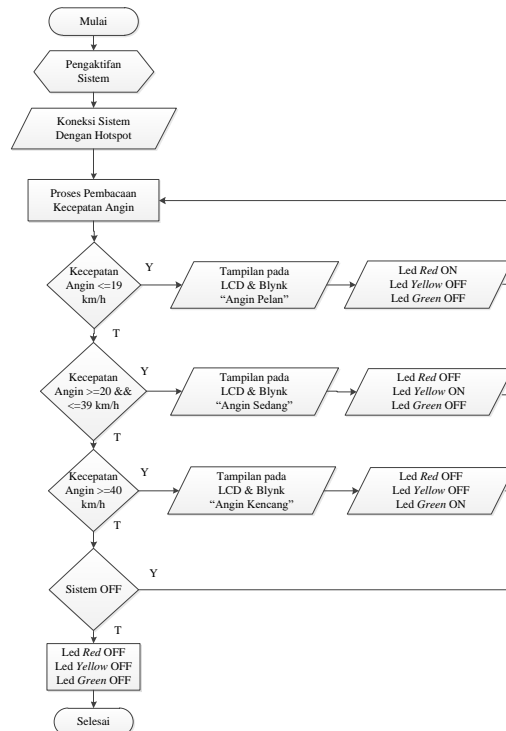 Mulai
Pengaktifan
Sistem
Koneksi Sistem
Dengan Hotspot
Proses Pembacaan
Kecepatan Angin
Kecepatan
Angin <=19
km/h
Y
Tampilan pada
LCD & Blynk
“Angin Pelan”
Led Red ON
Led Yellow OFF
Led Green OFF
T
Kecepatan
Angin >=20 &&
<=39 km/h
Y
Tampilan pada
LCD & Blynk
“Angin Sedang”
Led Red OFF
Led Yellow ON
Led Green OFF
T
Kecepatan
Angin >=40
km/h
Y
Tampilan pada
LCD & Blynk
“Angin Kencang”
Led Red OFF
Led Yellow OFF
Led Green ON
T
Sistem OFF
Y
T
Led Red OFF
Led Yellow OFF
Led Green OFF
Selesai